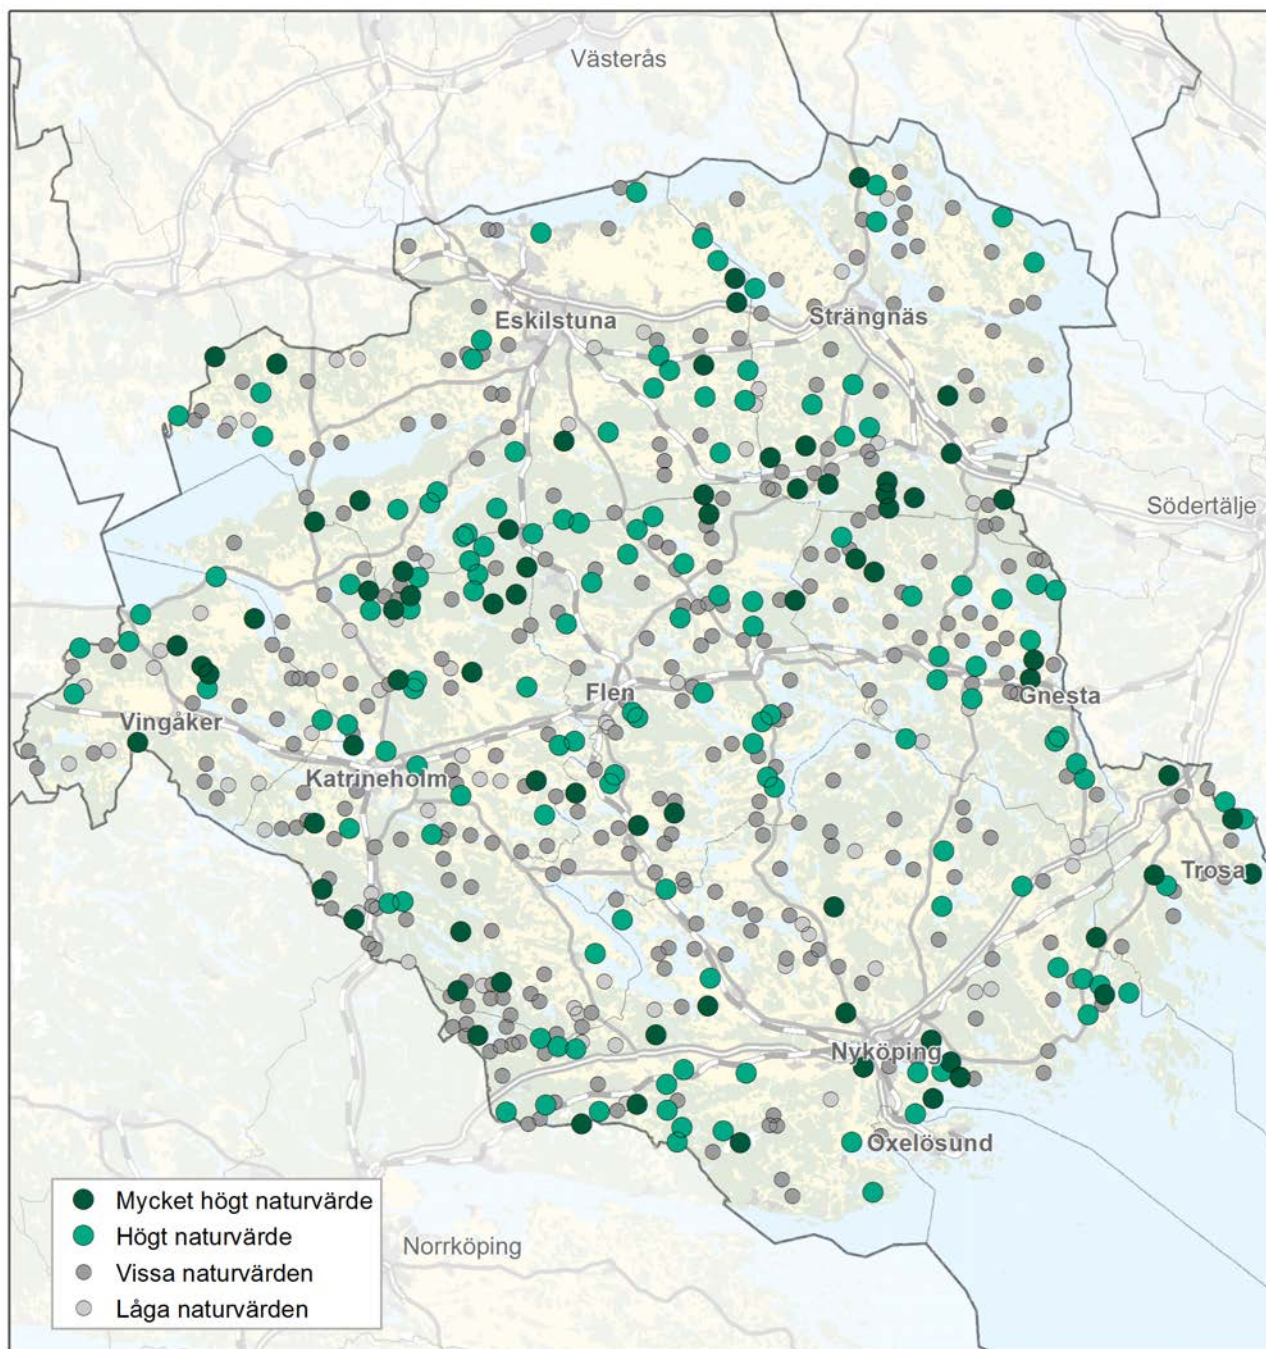 Västerås
Eskilstuna
Strängnäs
Södertälje
Flen
Gnesta
Vingåker
Katrineholm
Trosa
Nyköping
Oxelösund
Norrköping
Mycket högt naturvärde
Högt naturvärde
Vissa naturvärden
Låga naturvärden